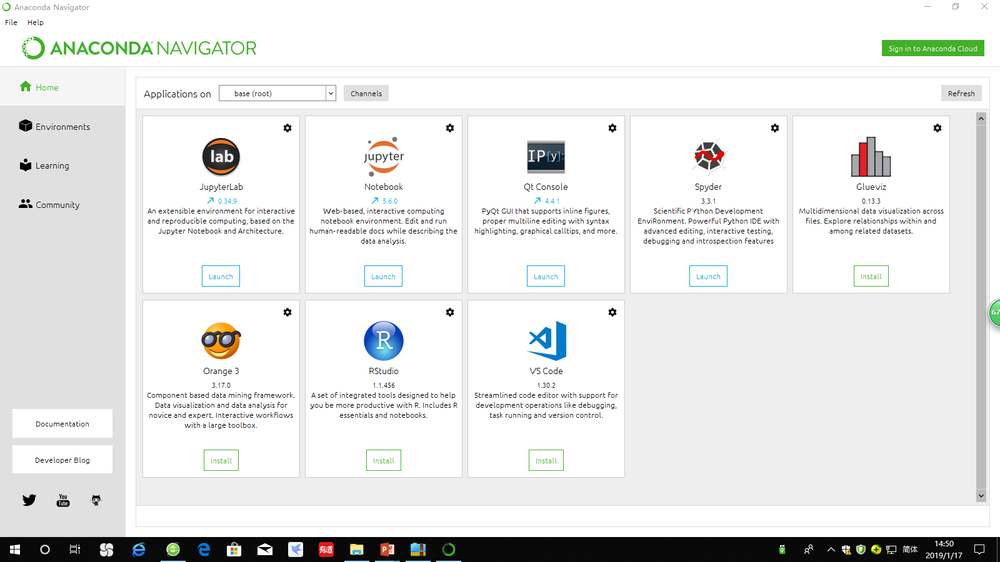 Anaconda Navigator
File Help
ANACONDA NAVIGATOR
Sign in to Anaconda Cloud
Home
Environments
Learning
Community
Documentation
Developer Blog
You
Tube
Applications on
base (root)
Channels
Refresh
lab
JupyterLab
0.34.9
An extensible environment for interactive
and reproducible computing, based on the
Jupyter Notebook and Architecture.
Launch
jupyter
Notebook
5.6.0
Web-based, interactive computing
notebook environment. Edit and run
human-readable docs while describing the
data analysis.
Launch
IP[y]:
Qt Console
4.4.1
PyQt GUI that supports inline figures,
proper multiline editing with syntax
highlighting, graphical calltips, and more.
Launch
Spyder
3.3.1
Scientific PYthon Development
EnviRonment. Powerful Python IDE with
advanced editing, interactive testing,
debugging and introspection features
Launch
Glueviz
0.13.3
Multidimensional data visualization across
files. Explore relationships within and
among related datasets.
Install
Orange 3
3.17.0
Component based data mining framework.
Data visualization and data analysis for
novice and expert. Interactive workflows
with a large toolbox.
Install
R
RStudio
1.1.456
A set of integrated tools designed to help
you be more productive with R. Includes R
essentials and notebooks.
Install
VS Code
1.30.2
Streamlined code editor with support for
development operations like debugging,
task running and version control.
Install
67
有道
简体
14:50
2019/1/17